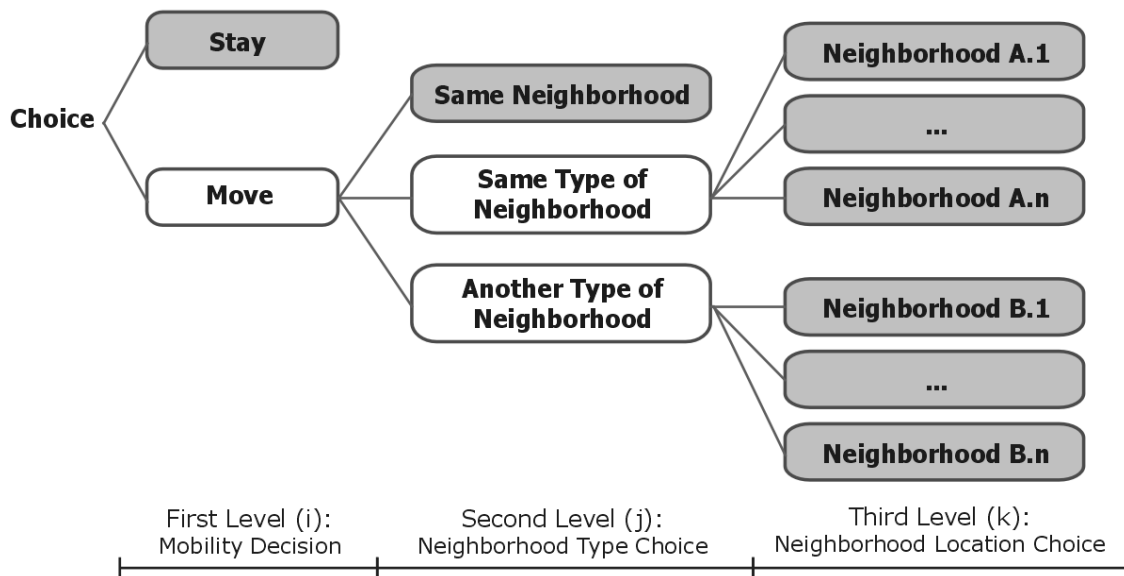 Choice
Stay
Move
Same Neighborhood
Same Type of
Neighborhood
Another Type of
Neighborhood
Neighborhood A.1
...
Neighborhood A.n
Neighborhood B.1
...
Neighborhood B.n
First Level (i):
Mobility Decision
Second Level (j):
Neighborhood Type Choice
Third Level (k):
Neighborhood Location Choice